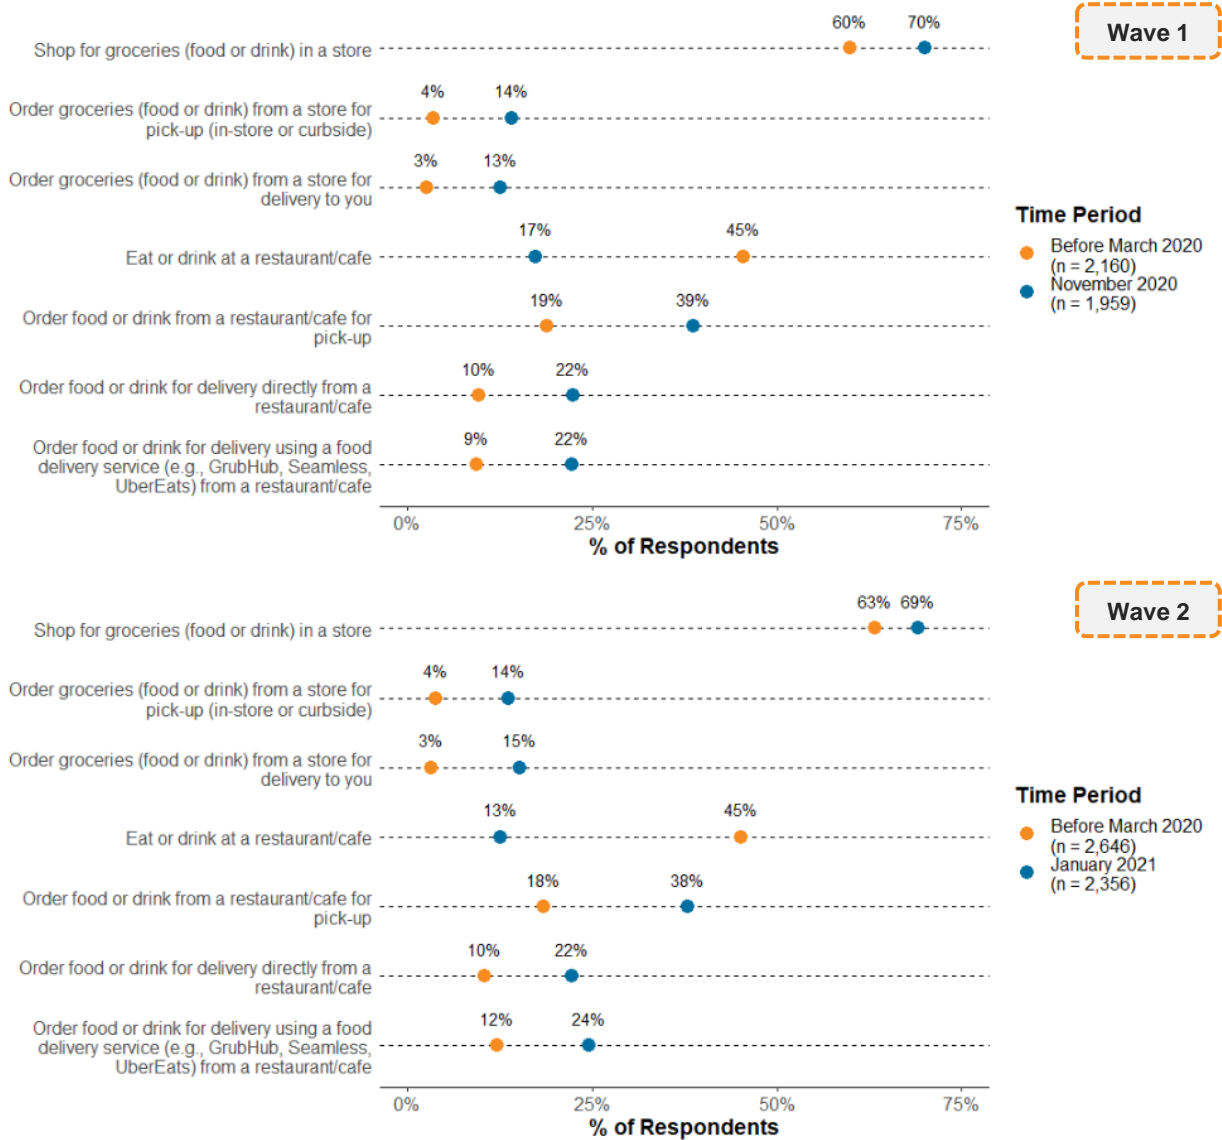 60% 70%
Wave 1
Shop for groceries (food or drink) in a store
4% 14%
Order groceries (food or drink) from a store for
pick-up (in-store or curbside)
3% 13%
Order groceries (food or drink) from a store for
delivery to you
17% 45%
Eat or drink at a restaurant/cafe
19% 39%
Order food or drink from a restaurant/cafe for
pick-up
10% 22%
Order food or drink for delivery directly from a
restaurant/cafe
9% 22%
Order food or drink for delivery using a food
delivery service (e.g., GrubHub, Seamless,
UberEats) from a restaurant/cafe
0% 25% 50% 75%
% of Respondents
Time Period
Before March 2020
(n = 2,160)
November 2020
(n = 1,959)
63% 69%
Wave 2
Shop for groceries (food or drink) in a store
4% 14%
Order groceries (food or drink) from a store for
pick-up (in-store or curbside)
3% 15%
Order groceries (food or drink) from a store for
delivery to you
13% 45%
Eat or drink at a restaurant/cafe
18% 38%
Order food or drink from a restaurant/cafe for
pick-up
10% 22%
Order food or drink for delivery directly from a
restaurant/cafe
12% 24%
Order food or drink for delivery using a food
delivery service (e.g., GrubHub, Seamless,
UberEats) from a restaurant/cafe
0% 25% 50% 75%
% of Respondents
Time Period
Before March 2020
(n = 2,646)
January 2021
(n = 2,356)